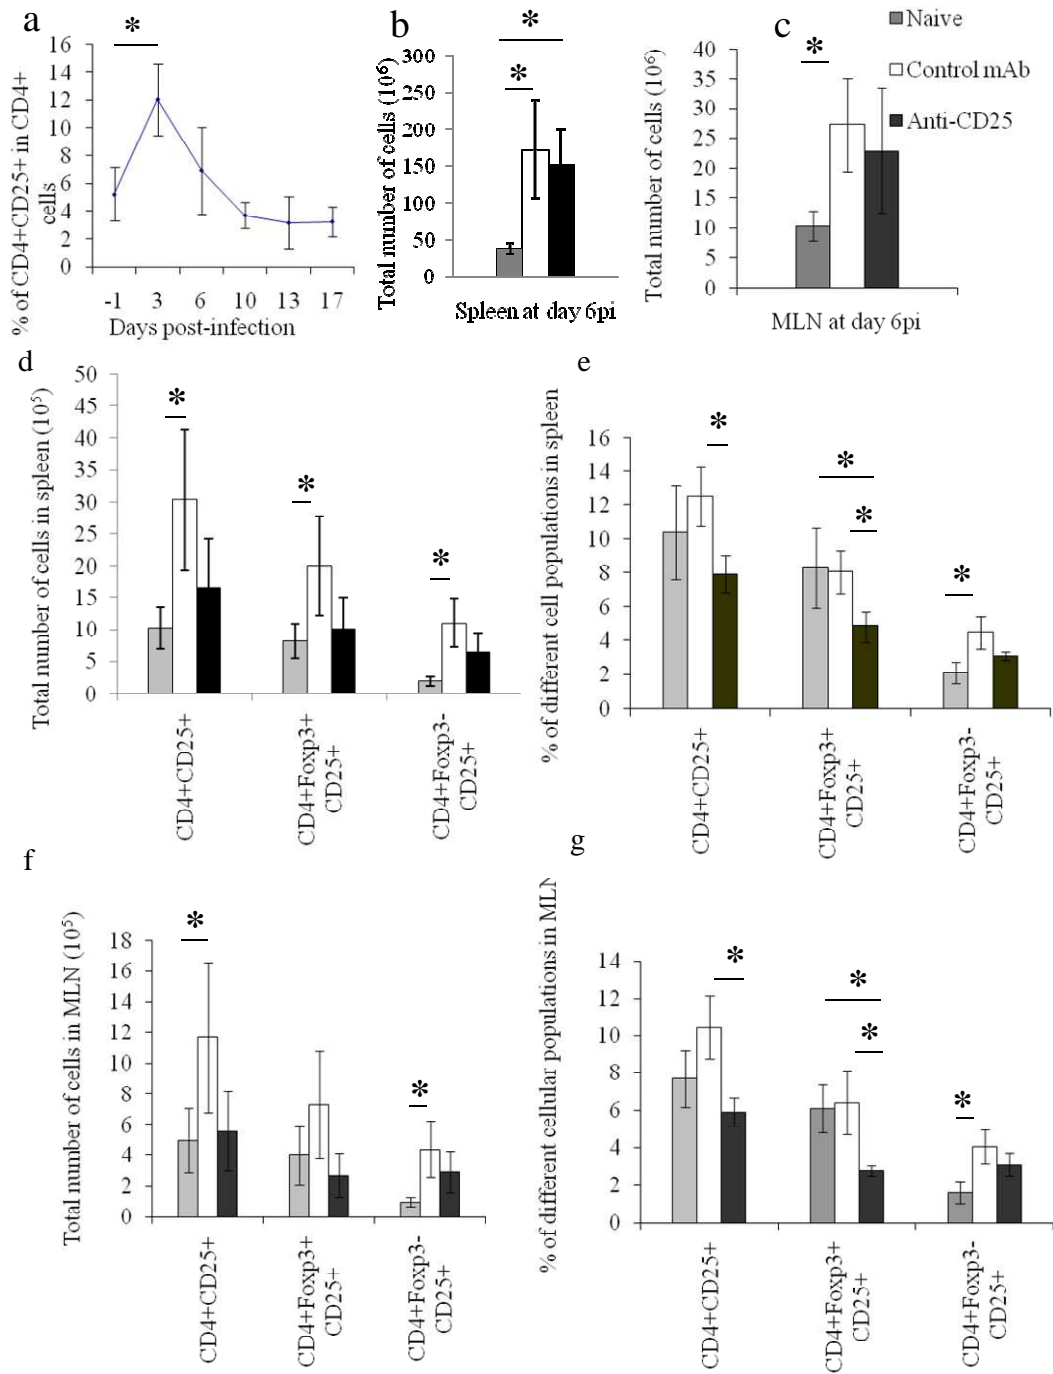 a
*
16
14
12
10
8
6
4
2
0
% of CD4+CD25+ in CD4+
cells
-1 3 6 10 13 17
Days post-infection
b
*
*
300
250
200
150
100
50
0
Total number of cells (10⁶)
Spleen at day 6pi
c
*
40
35
30
25
20
15
10
5
0
Total number of cells (10⁶)
MLN at day 6pi
Naive
Control mAb
Anti-CD25
d
50
45
40
35
30
25
20
15
10
5
0
Total number of cells in spleen (10⁵)
*
*
*
CD4+CD25+
CD4+Foxp3+
CD25+
CD4+Foxp3-
CD25+
e
16
14
12
10
8
6
4
2
0
% of different cell populations in spleen
*
*
*
*
CD4+CD25+
CD4+Foxp3+
CD25+
CD4+Foxp3-
CD25+
f
18
16
14
12
10
8
6
4
2
0
Total number of cells in MLN (10⁵)
*
*
CD4+CD25+
CD4+Foxp3+
CD25+
CD4+Foxp3-
CD25+
g
14
12
10
8
6
4
2
0
% of different cellular populations in MLN
*
*
*
*
CD4+CD25+
CD4+Foxp3+
CD25+
CD4+Foxp3-
CD25+